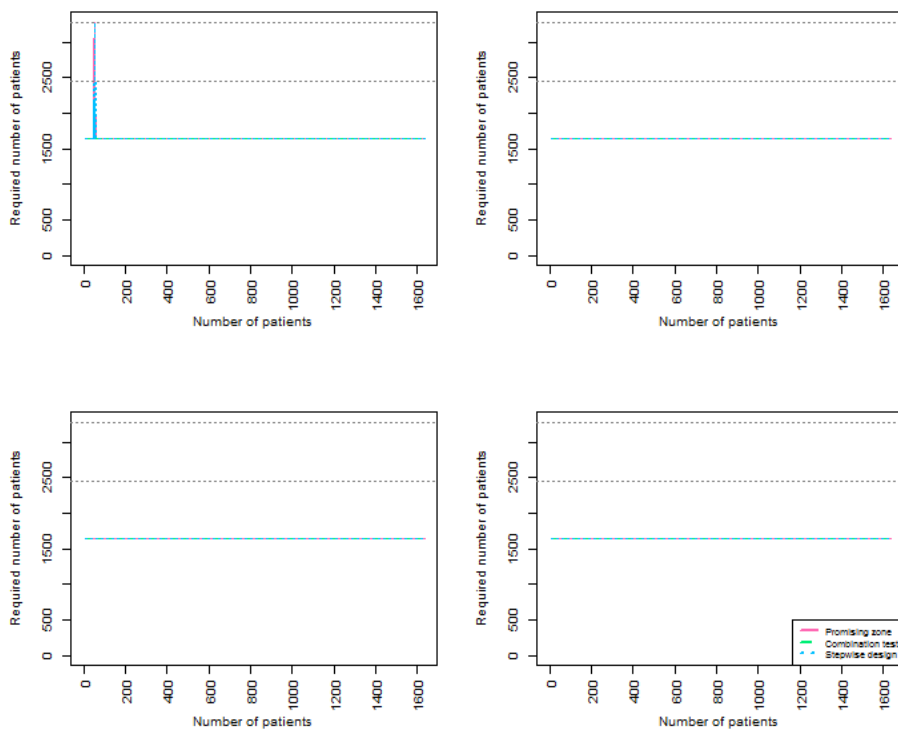 Required number of patients
0 500 1500 2500
0 200 400 600 800 1000 1200 1400 1600
Number of patients
Required number of patients
0 500 1500 2500
0 200 400 600 800 1000 1200 1400 1600
Number of patients
Required number of patients
0 500 1500 2500
0 200 400 600 800 1000 1200 1400 1600
Number of patients
Required number of patients
0 500 1500 2500
Promising zone
Combination test
Stepwise design
0 200 400 600 800 1000 1200 1400 1600
Number of patients